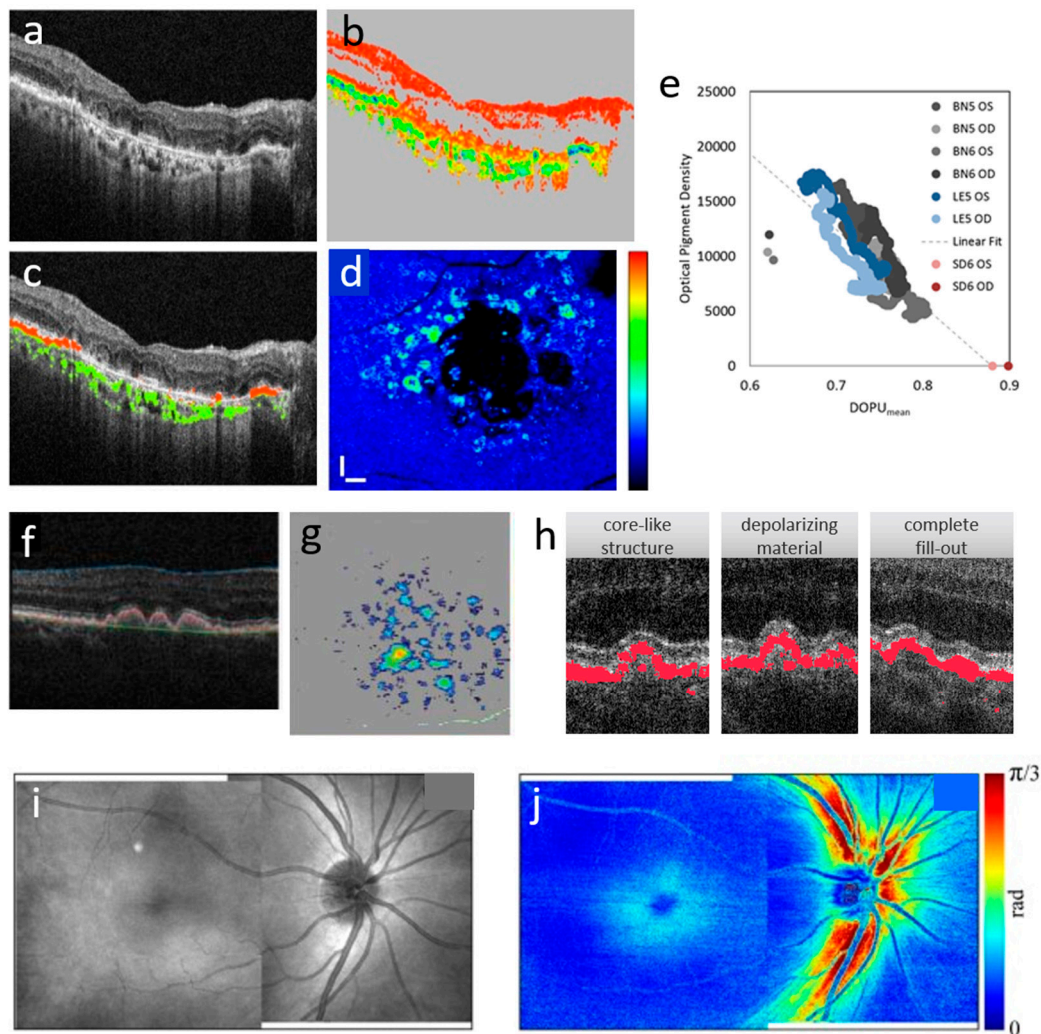 a
b
c
d
e
25000
20000
15000
10000
5000
0
0.6
0.7
0.8
0.9
Optical Pigment Density
DOPUmean
BN5 OS
BN5 OD
BN6 OS
BN6 OD
LE5 OS
LE5 OD
Linear Fit
SD6 OS
SD6 OD
f
g
h
core-like
structure
depolarizing
material
complete
fill-out
i
j
π/3
rad
0